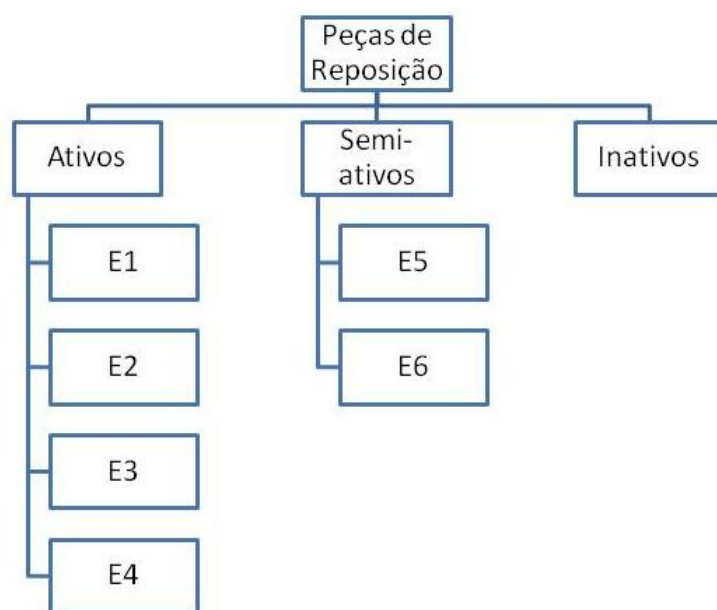 Peças de
Reposição
Ativos
Semi-
ativos
Inativos
E1
E2
E3
E4
E5
E6